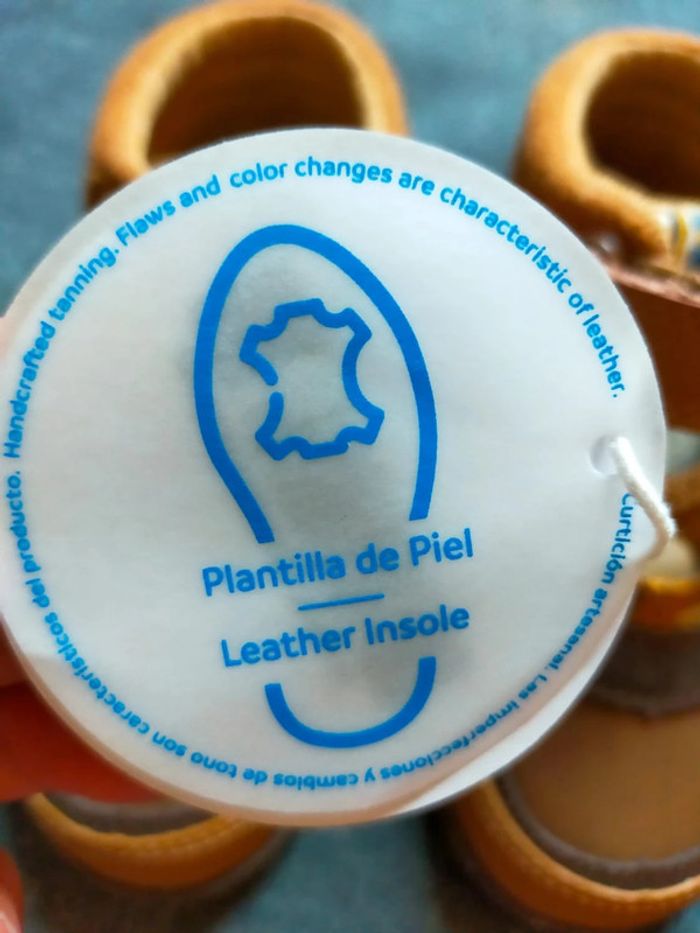 Handcrafted tanning. Flaws and color changes are characteristic of leather.
Plantilla de Piel
Leather Insole
Curtición artesanal. Las imperfecciones y cambios de tono son característicos del producto.